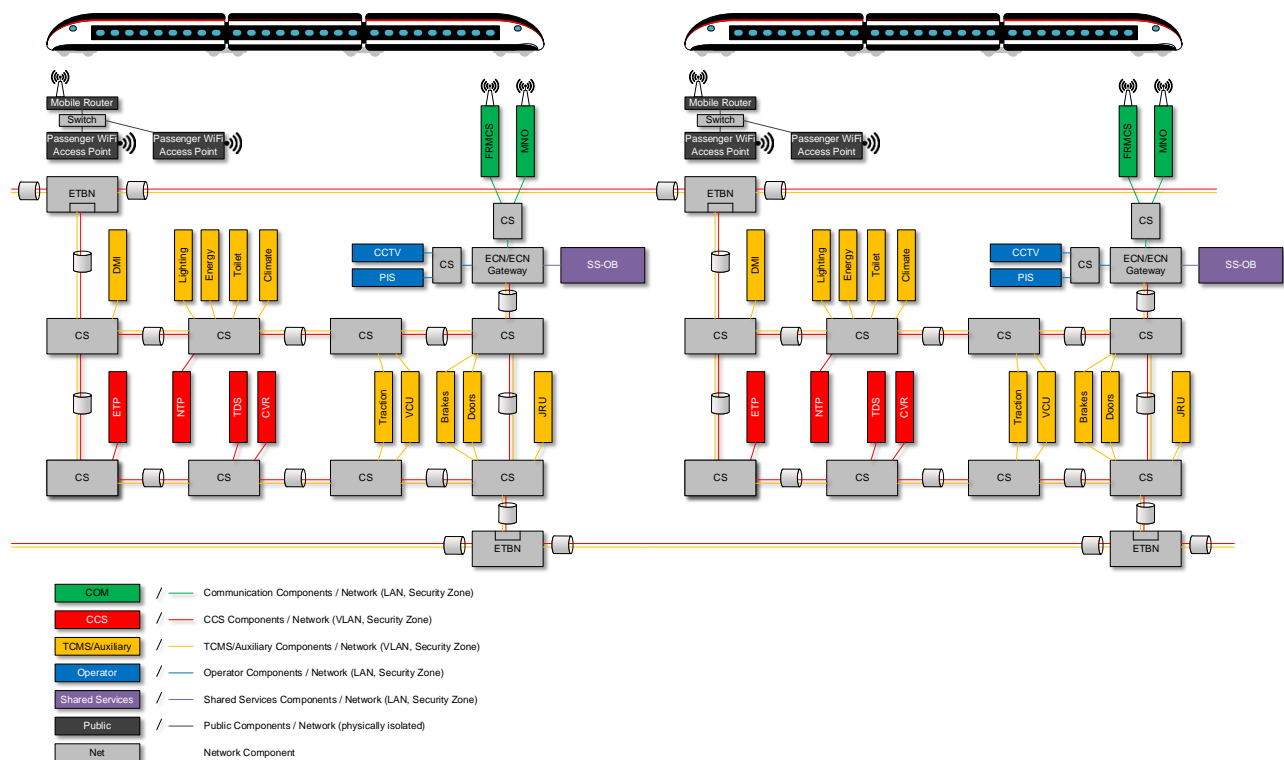 Mobile Router
Switch
Passenger WiFi
Access Point
Passenger WiFi
Access Point
FRMCS
MNO
ETBN
CS
DMI
Lighting
Energy
Toilet
Climate
CCTV
PIS
CS
ECN/ECN
Gateway
SS-OB
CS
CS
CS
CS
ETP
NTP
TDS
CVR
Traction
VCU
Brakes
Doors
JRU
CS
CS
CS
CS
ETBN
Mobile Router
Switch
Passenger WiFi
Access Point
Passenger WiFi
Access Point
FRMCS
MNO
ETBN
CS
DMI
Lighting
Energy
Toilet
Climate
CCTV
PIS
CS
ECN/ECN
Gateway
SS-OB
CS
CS
CS
CS
ETP
NTP
TDS
CVR
Traction
VCU
Brakes
Doors
JRU
CS
CS
CS
CS
ETBN
COM / Communication Components / Network (LAN, Security Zone)
CCS / CCS Components / Network (VLAN, Security Zone)
TCMS/Auxiliary / TCMS/Auxiliary Components / Network (VLAN, Security Zone)
Operator / Operator Components / Network (LAN, Security Zone)
Shared Services / Shared Services Components / Network (LAN, Security Zone)
Public / Public Components / Network (physically isolated)
Net Network Component